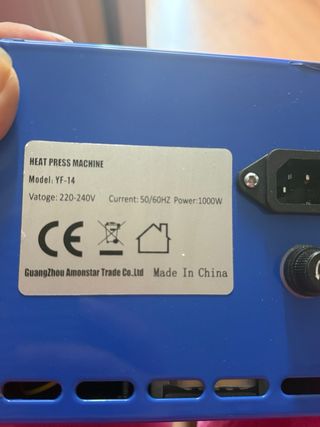 HEAT PRESS MACHINE
Model: YF-14
Vatoge: 220-240V Current: 50/60HZ Power:1000W
CE
GuangZhou Amonstar Trade Co.,Ltd Made In China